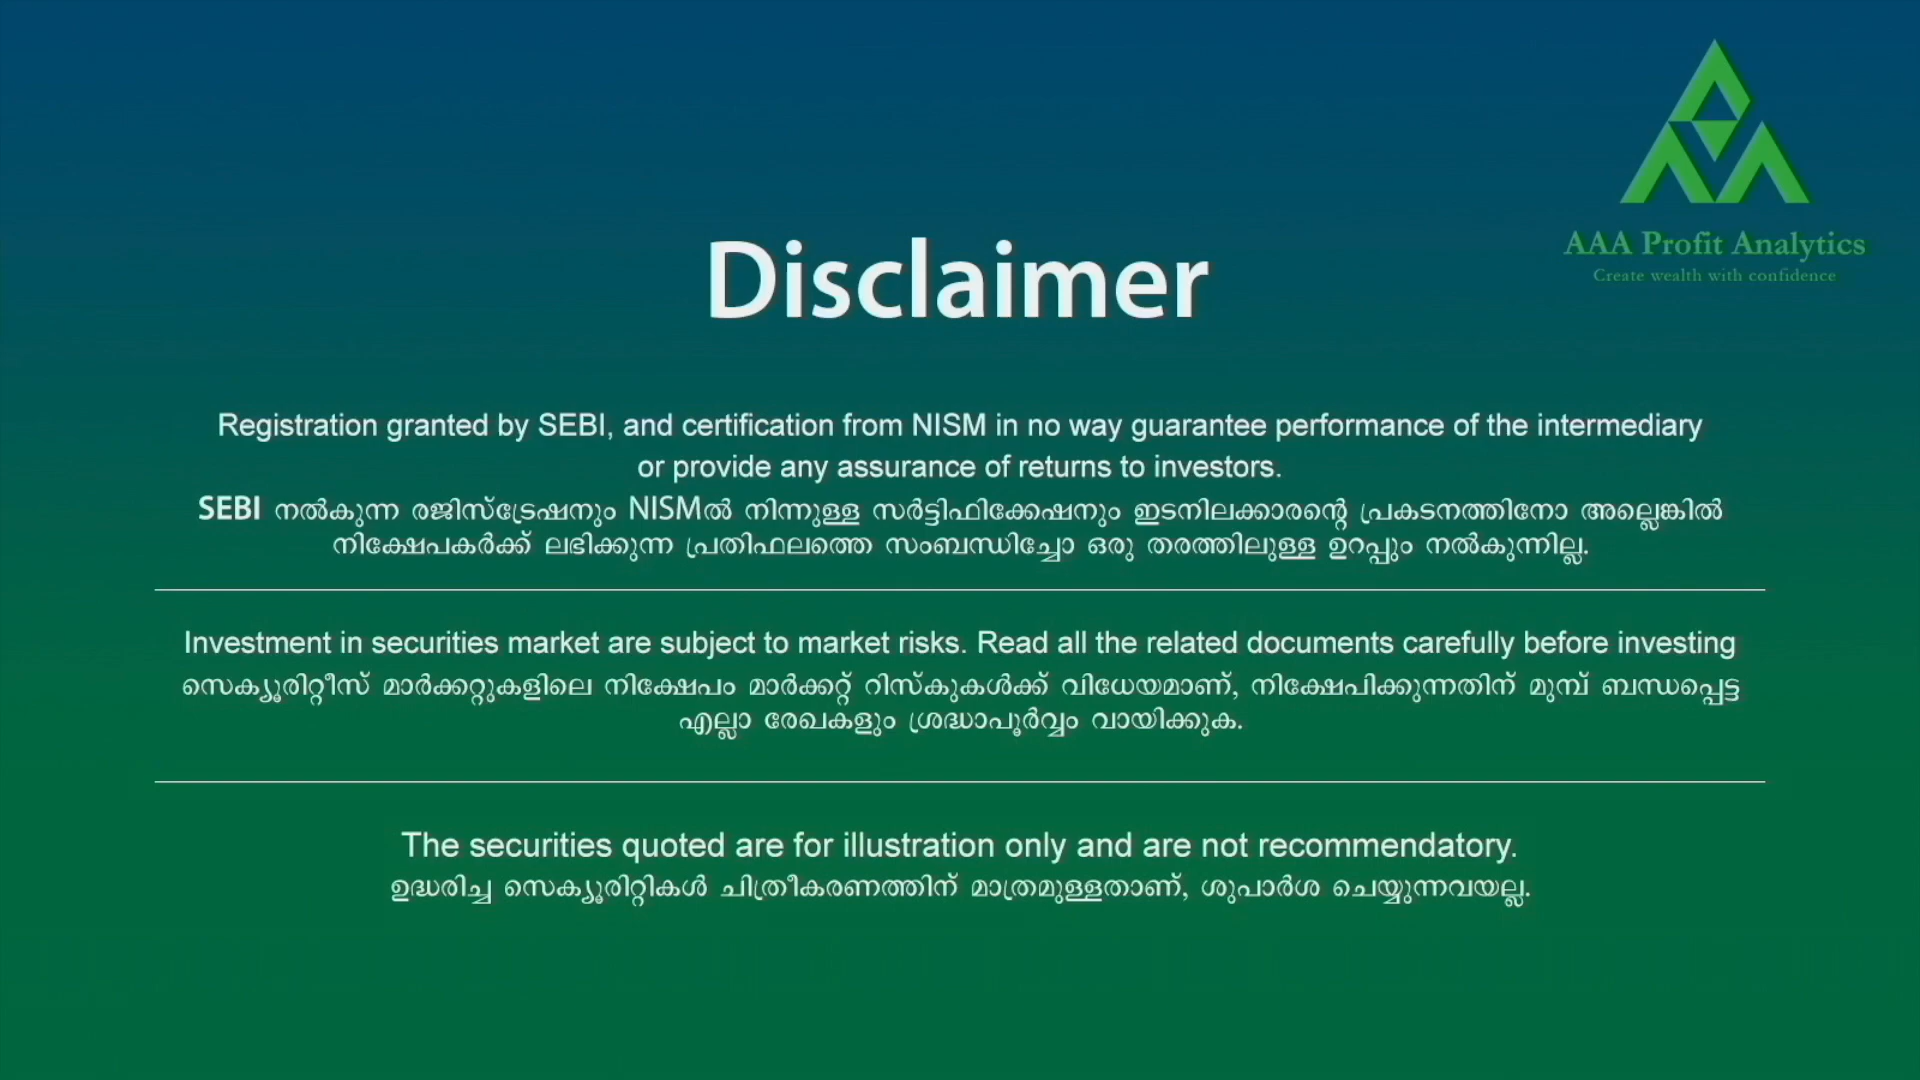 AAA Profit Analytics
Create wealth with confidence
Disclaimer
Registration granted by SEBI, and certification from NISM in no way guarantee performance of the intermediary
or provide any assurance of returns to investors.
SEBI നൽകുന്ന രജിസ്ട്രേഷനും NISMൽ നിന്നുള്ള സർട്ടിഫിക്കേഷനും ഇടനിലക്കാരന്റെ പ്രകടനത്തിനോ അല്ലെങ്കിൽ
നിക്ഷേപകർക്ക് ലഭിക്കുന്ന പ്രതിഫലത്തെ സംബന്ധിച്ചോ ഒരു തരത്തിലുള്ള ഉറപ്പും നൽകുന്നില്ല.
Investment in securities market are subject to market risks. Read all the related documents carefully before investing
സെക്യൂരിറ്റീസ് മാർക്കറ്റുകളിലെ നിക്ഷേപം മാർക്കറ്റ് റിസ്കുകൾക്ക് വിധേയമാണ്, നിക്ഷേപിക്കുന്നതിന് മുമ്പ് ബന്ധപ്പെട്ട
എല്ലാ രേഖകളും ശ്രദ്ധാപൂർവ്വം വായിക്കുക.
The securities quoted are for illustration only and are not recommendatory.
ഉദ്ധരിച്ച സെക്യൂരിറ്റികൾ ചിത്രീകരണത്തിന് മാത്രമുള്ളതാണ്, ശുപാർശ ചെയ്യുന്നവയല്ല.